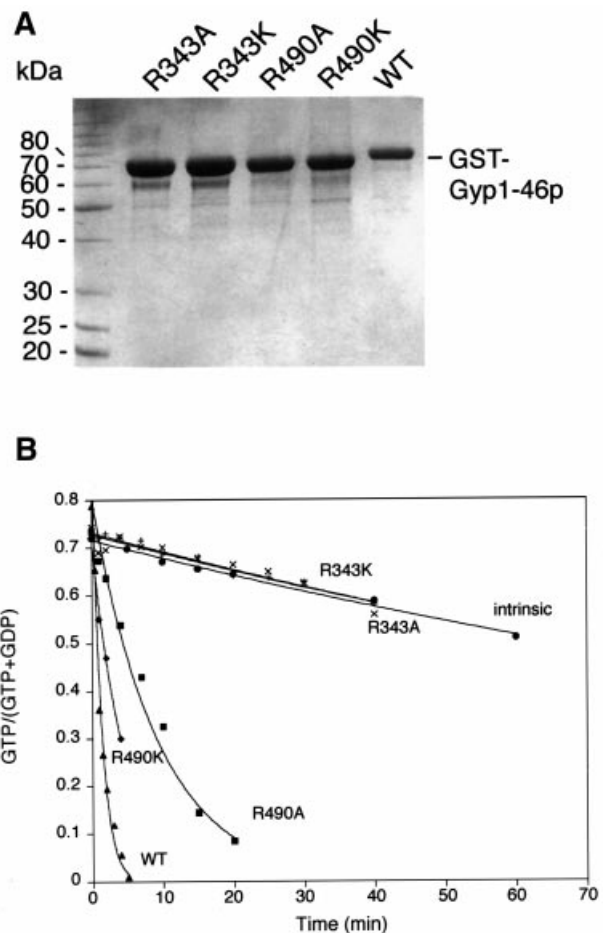 A
kDa
R343A
R343K
R490A
R490K
WT
80
70 -
60 -
50 -
40 -
30 -
25 -
20 -
GST-
Gyp1-46p
B
0.8
0.7
0.6
0.5
0.4
0.3
0.2
0.1
0
GTP/(GTP+GDP)
R343K
R343A
intrinsic
R490K
R490A
WT
0 10 20 30 40 50 60 70
Time (min)